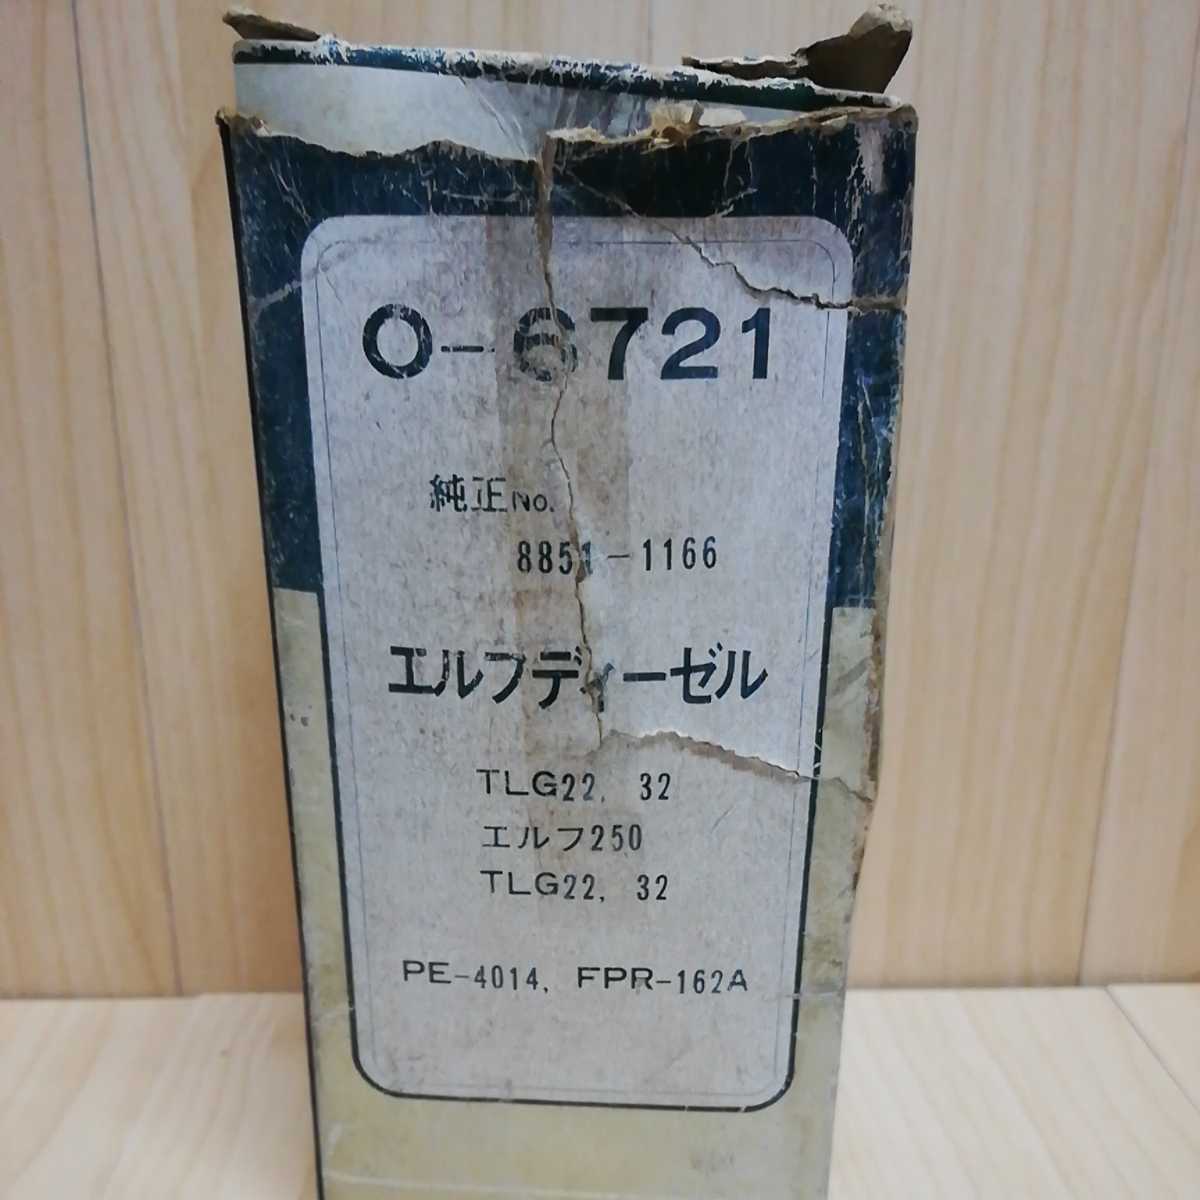 O-6721
純正No.
8851-1166
エルフディーゼル
TLG22, 32
エルフ250
TLG22, 32
PE-4014, FPR-162A